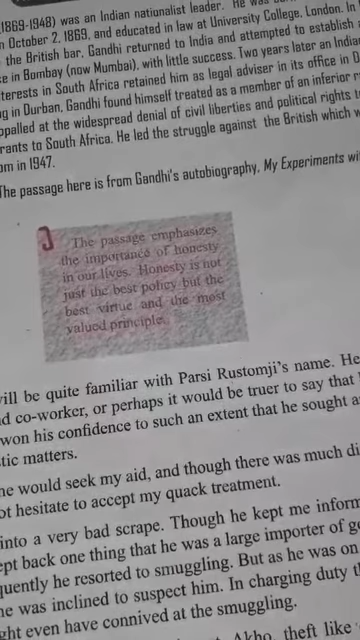 1869-1948) was an Indian nationalist leader. He was
October 2, 1869, and educated in law at University College, London. In
the British bar, Gandhi returned to India and attempted to establish
in Bombay (now Mumbai), with little success. Two years later an Indian
terests in South Africa retained him as legal adviser in its office in
in Durban, Gandhi found himself treated as a member of an inferior
ppalled at the widespread denial of civil liberties and political rights
rants to South Africa. He led the struggle against the British which
om in 1947.
The passage here is from Gandhi's autobiography, My Experiments
The passage emphasizes
the importance of honesty
in our lives. Honesty is not
just the best policy but the
best virtue and the most
valued principle.
will be quite familiar with Parsi Rustomji's name. He
d co-worker, or perhaps it would be truer to say that
won his confidence to such an extent that he sought
tic matters.
he would seek my aid, and though there was much
ot hesitate to accept my quack treatment.
into a very bad scrape. Though he kept me
ept back one thing that he was a large importer of
quently he resorted to smuggling. But as he was on
ne was inclined to suspect him. In charging duty
ght even have connived at the smuggling.
Akho, theft like